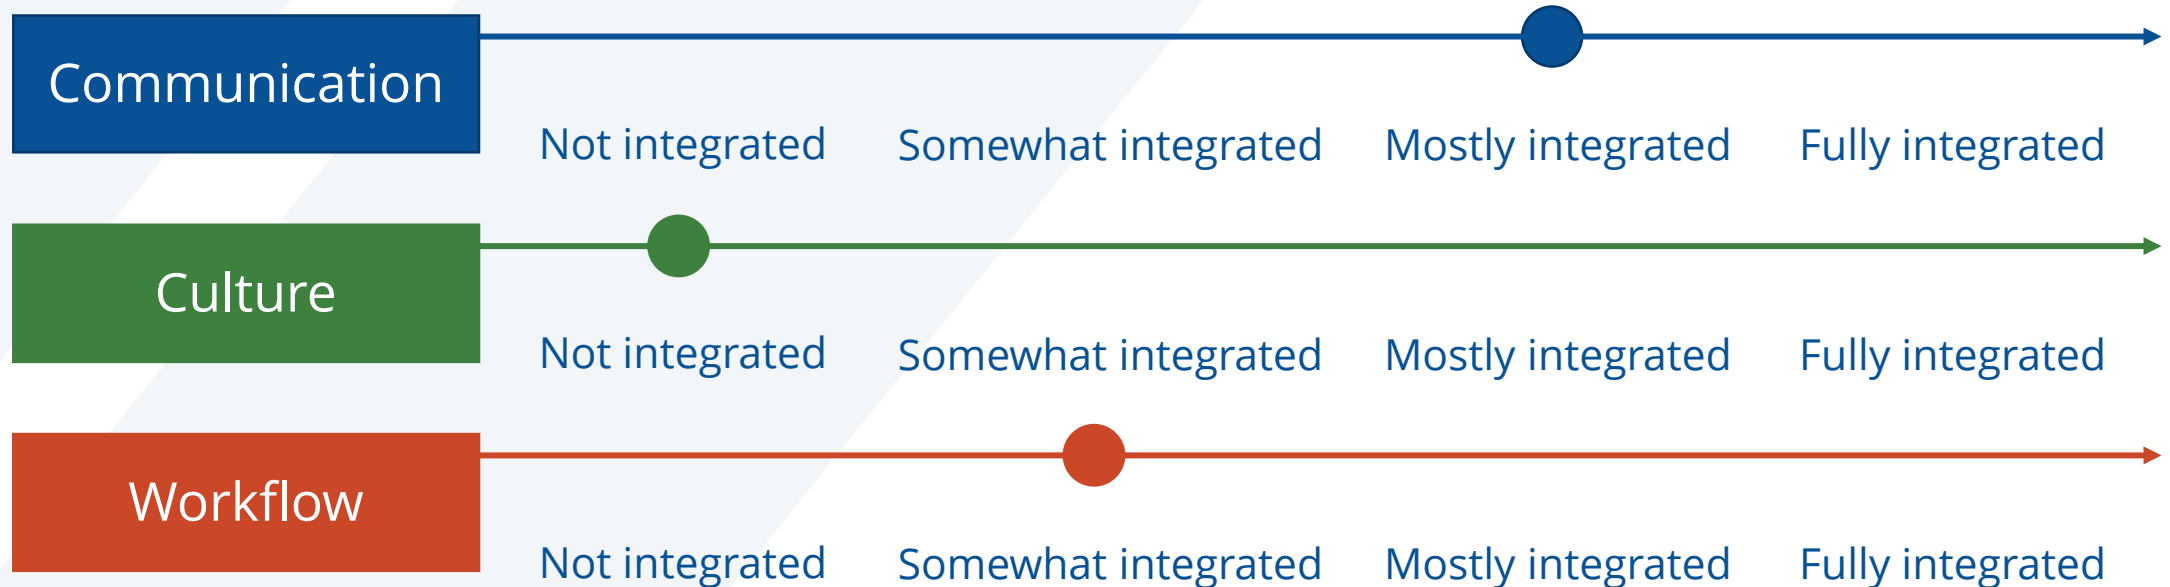 Communication
Not integrated Somewhat integrated Mostly integrated Fully integrated
Culture
Not integrated Somewhat integrated Mostly integrated Fully integrated
Workflow
Not integrated Somewhat integrated Mostly integrated Fully integrated